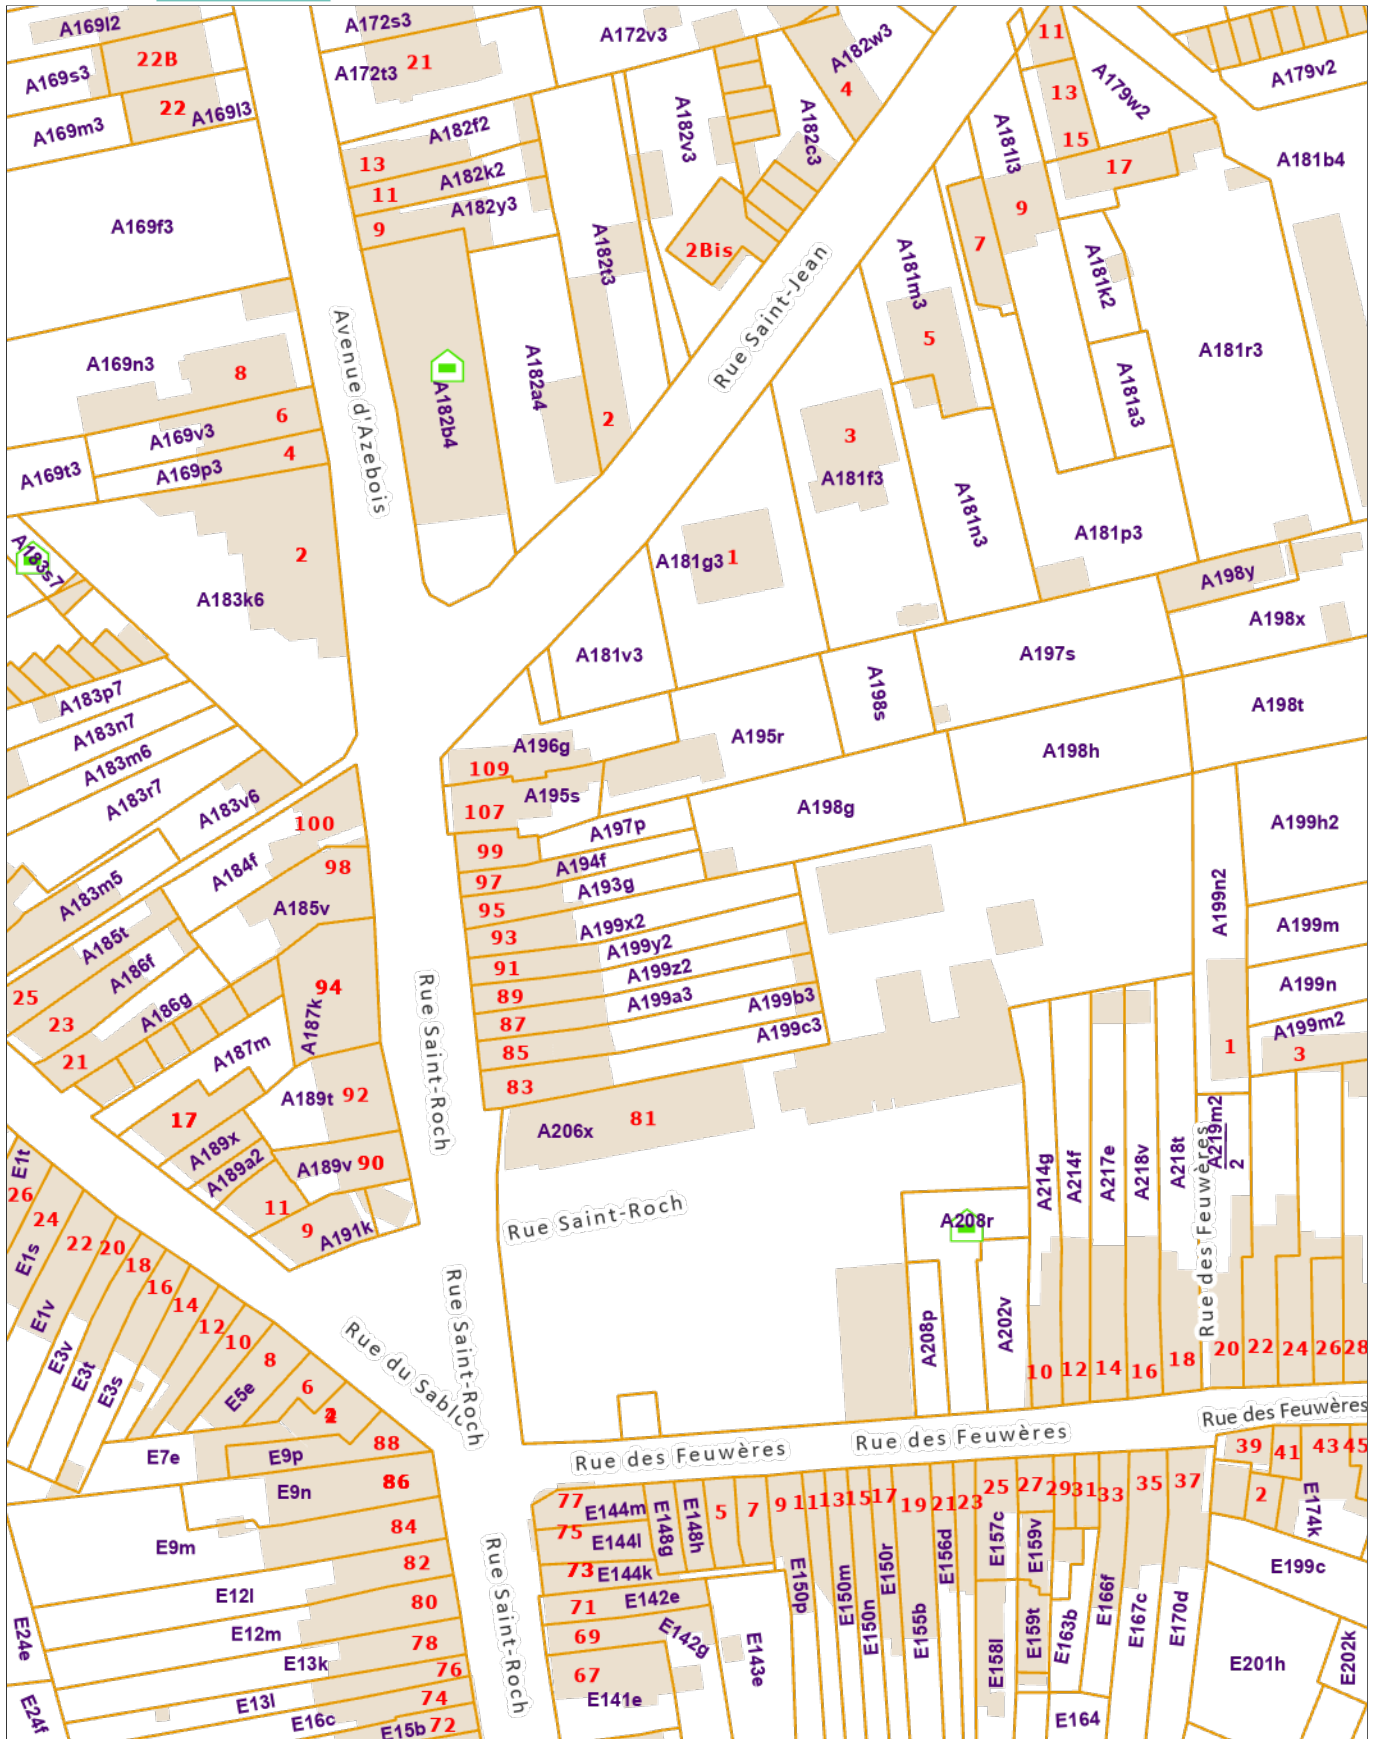 A169l2
A172s3
A172v3
A182w3
11
22B
21
A172t3
A179v2
A169s3
4
13
A179w2
22
A169l3
A182v3
A182c3
A169m3
A182f2
A181l3
15
13
17
A181b4
A182k2
11
A182y3
9
9
A169f3
7
2Bis
A182t3
A181m3
A181k2
Rue Saint-Jean
5
A181r3
A169n3
8
Avenue d'Azebois
A182b4
A182a4
A181a3
6
2
3
A169v3
4
A169p3
A169t3
A181f3
A181n3
A181p3
2
A183s7
A181g3
1
A198y
A183k6
A198x
A181v3
A197s
A198s
A183p7
A198t
A183n7
A196g
A195r
A198h
A183m6
109
A183r7
A195s
A183v6
107
A198g
100
A197p
A199h2
99
A194f
98
A184f
97
A193g
A183m5
A185v
95
A199n2
A199x2
A199m
93
A185t
A199y2
91
A186f
A199z2
94
25
89
A199a3
A199b3
A199n
A186g
23
87
A187k
A199c3
A199m2
Rue Saint-Roch
21
A187m
85
1
3
83
A189t
92
17
A206x
81
A219m2
2
A189x
A189a2
A189v
90
E1t
26
A214g
A214f
A217e
A218v
A218t
11
Rue Saint-Roch
A208r
24
9
A191k
22
20
E1s
18
16
Rue des Feuwères
14
E1v
12
Rue Saint-Roch
Rue du Sablon
10
A208p
A202v
E3v
8
20
22
24
26
28
E3t
18
E3s
6
10
12
14
16
E5e
2
88
Rue des Feuwères
Rue des Feuwères
Rue des Feuwères
E7e
E9p
39
41
43
45
86
E9n
77
E144m
E148g
E148h
5
7
9
11
13
15
17
19
21
23
25
27
29
31
33
35
37
2
E174k
84
75
E144l
E157c
E159v
E9m
82
73
E144k
E150p
E150m
E150n
E150r
E155b
E156d
E199c
E12l
80
71
E142e
E166f
E167c
E170d
E24e
E12m
78
69
E142g
E143e
E158l
E159t
E163b
E13k
76
67
Rue Saint-Roch
E201h
E202k
E13l
74
E141e
E24f
E16c
E15b
72
E164